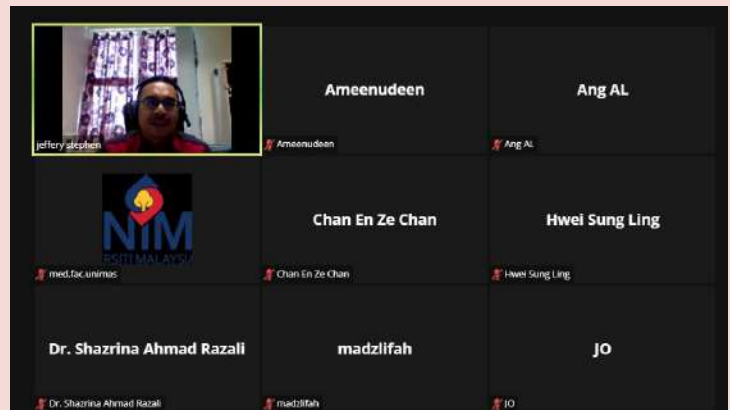 jeffery stephen
Ameenudeen
Ameenudeen
Ang AL
Ang AL
NIM
RSITI MALAYSI
med.fac.unimas
Chan En Ze Chan
Chan En Ze Chan
Hwei Sung Ling
Hwei Sung Ling
Dr. Shazrina Ahmad Razali
Dr. Shazrina Ahmad Razali
madzlifah
madzlifah
JO
JO